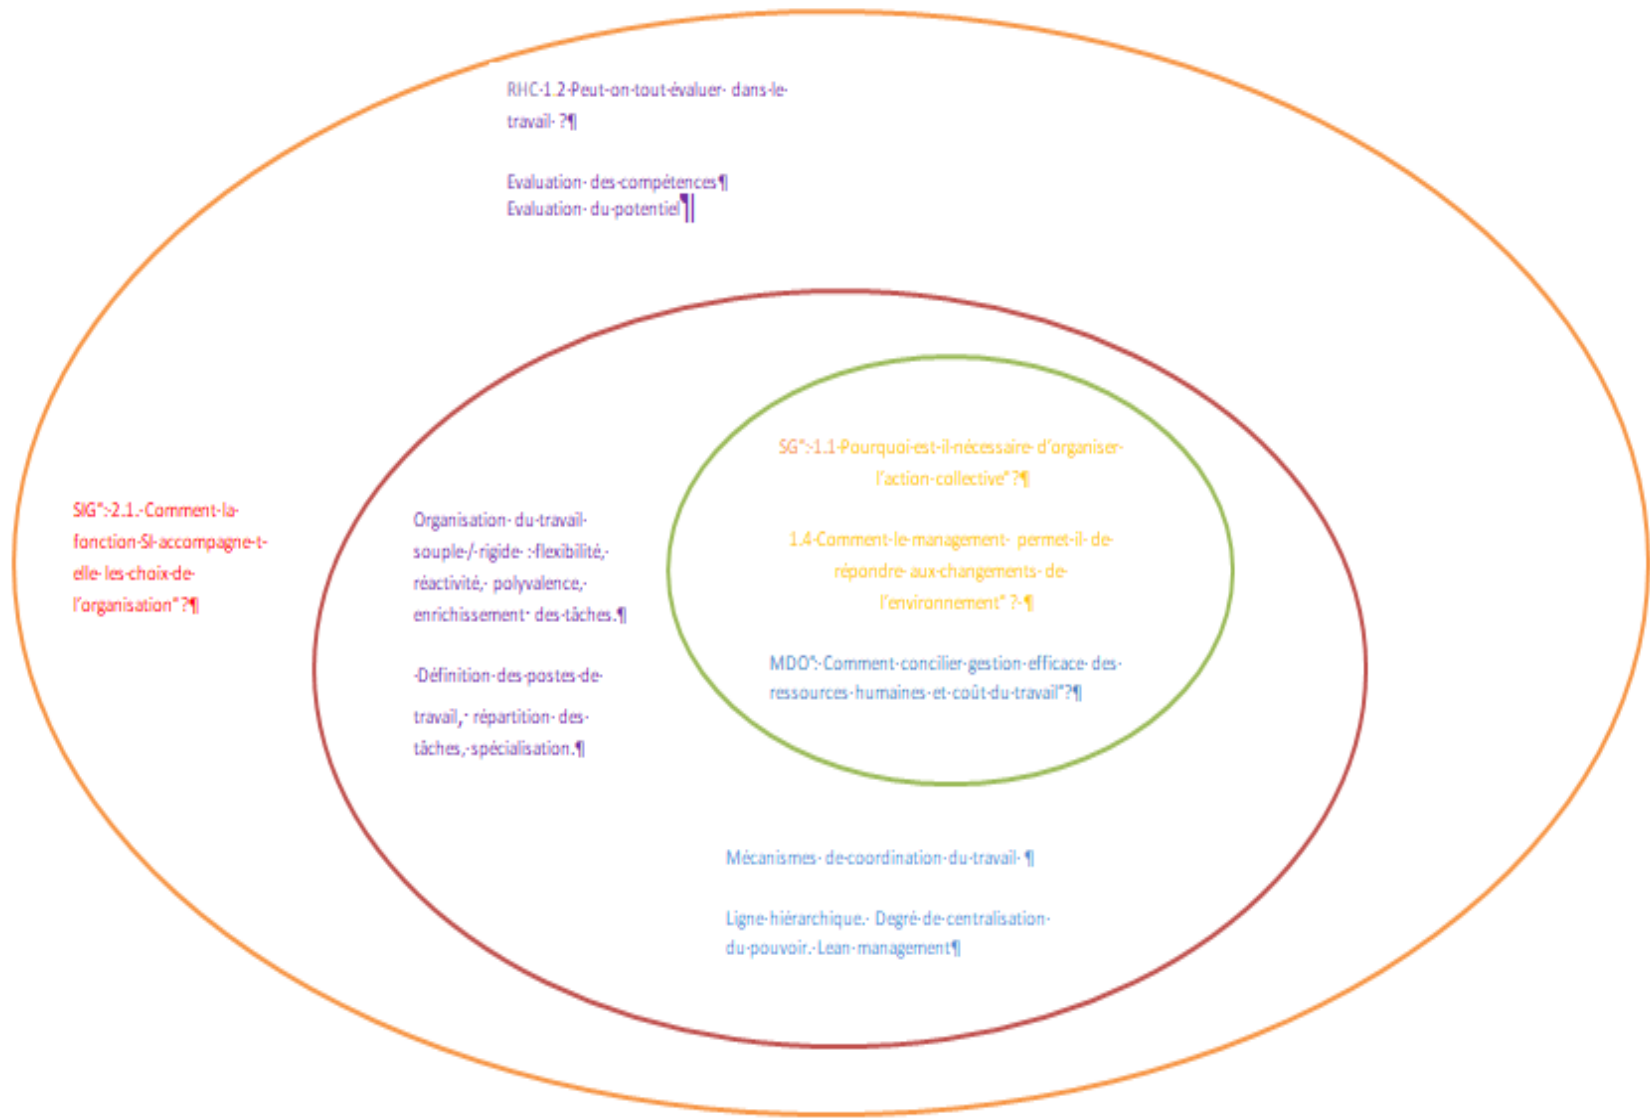 RHC·1.2·Peut-on·tout·évaluer· dans·le·
travail· ?¶
Evaluation· des·compétences¶
Evaluation· du·potentiel¶
SIG°:·2.1.·Comment·la·
fonction·SI·accompagne-t-
elle· les·choix·de·
l'organisation°?¶
Organisation· du·travail·
souple·/·rigide· :·flexibilité,·
réactivité,· polyvalence,·
enrichissement· des·tâches.¶
·Définition·des·postes·de·
travail,· répartition· des·
tâches,·spécialisation.¶
SG°:·1.1·Pourquoi·est-il·nécessaire· d'organiser·
l'action·collective°?¶
1.4·Comment·le·management· permet-il· de·
répondre· aux·changements· de·
l'environnement° ?·¶
MDO°:·Comment·concilier·gestion·efficace· des·
ressources·humaines·et·coût·du·travail°?¶
Mécanismes· de·coordination·du·travail· ¶
Ligne·hiérarchique.· Degré·de·centralisation·
du·pouvoir.·Lean·management¶